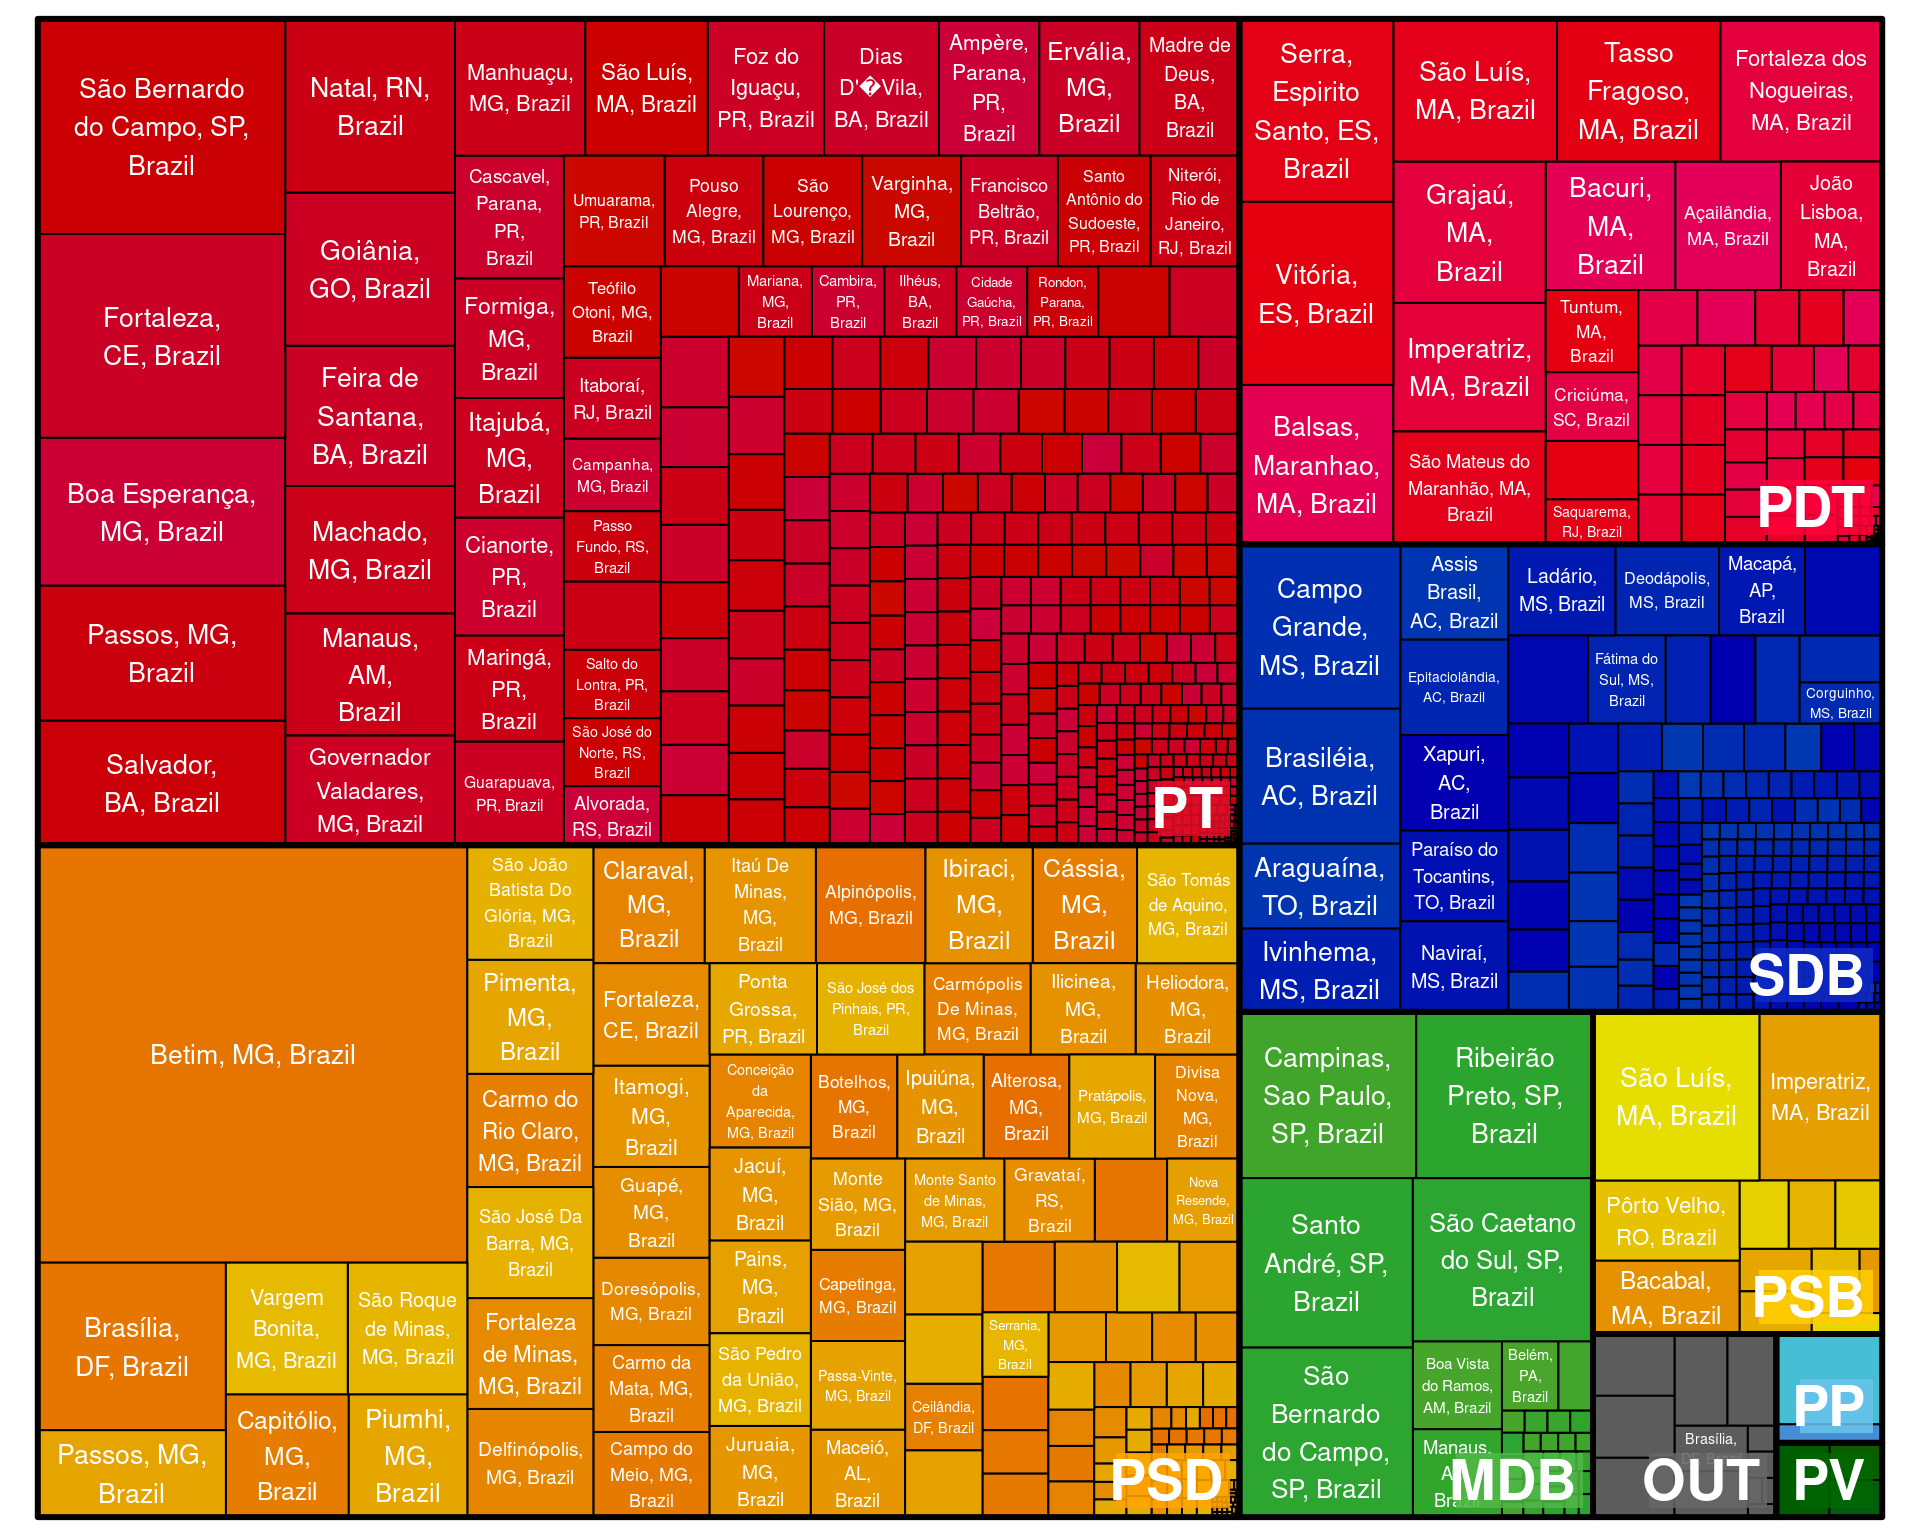 São Bernardo
do Campo, SP,
Brazil
Fortaleza,
CE, Brazil
Boa Esperança,
MG, Brazil
Passos, MG,
Brazil
Salvador,
BA, Brazil
Natal, RN,
Brazil
Goiânia,
GO, Brazil
Feira de
Santana,
BA, Brazil
Machado,
MG, Brazil
Manaus,
AM,
Brazil
Governador
Valadares,
MG, Brazil
Manhuaçu,
MG, Brazil
São Luís,
MA, Brazil
Foz do
Iguaçu,
PR, Brazil
Dias
D'�Vila,
BA, Brazil
Ampère,
Parana,
PR,
Brazil
Ervália,
MG,
Brazil
Madre de
Deus,
BA,
Brazil
Cascavel,
Parana,
PR,
Brazil
Formiga,
MG,
Brazil
Itajubá,
MG,
Brazil
Cianorte,
PR,
Brazil
Maringá,
PR,
Brazil
Guarapuava,
PR, Brazil
Umuarama,
PR, Brazil
Pouso
Alegre,
MG, Brazil
São
Lourenço,
MG, Brazil
Varginha,
MG,
Brazil
Francisco
Beltrão,
PR, Brazil
Santo
Antônio do
Sudoeste,
PR, Brazil
Niterói,
Rio de
Janeiro,
RJ, Brazil
Teófilo
Otoni, MG,
Brazil
Itaboraí,
RJ, Brazil
Campanha,
MG, Brazil
Passo
Fundo, RS,
Brazil
Salto do
Lontra, PR,
Brazil
São José do
Norte, RS,
Brazil
Alvorada,
RS, Brazil
Mariana,
MG,
Brazil
Cambira,
PR,
Brazil
Ilhéus,
BA,
Brazil
Cidade
Gaúcha,
PR, Brazil
Rondon,
Parana,
PR, Brazil
PT
Serra,
Espirito
Santo, ES,
Brazil
Vitória,
ES, Brazil
Balsas,
Maranhao,
MA, Brazil
São Luís,
MA, Brazil
Tasso
Fragoso,
MA, Brazil
Fortaleza dos
Nogueiras,
MA, Brazil
Grajaú,
MA,
Brazil
Imperatriz,
MA, Brazil
São Mateus do
Maranhão, MA,
Brazil
Bacuri,
MA,
Brazil
Açailândia,
MA, Brazil
João
Lisboa,
MA,
Brazil
Tuntum,
MA,
Brazil
Criciúma,
SC, Brazil
Saquarema,
RJ, Brazil
PDT
Campo
Grande,
MS, Brazil
Brasiléia,
AC, Brazil
Araguaína,
TO, Brazil
Ivinhema,
MS, Brazil
Assis
Brasil,
AC, Brazil
Epitaciolândia,
AC, Brazil
Xapuri,
AC,
Brazil
Paraíso do
Tocantins,
TO, Brazil
Naviraí,
MS, Brazil
Ladário,
MS, Brazil
Deodápolis,
MS, Brazil
Macapá,
AP,
Brazil
Fátima do
Sul, MS,
Brazil
Corguinho,
MS, Brazil
SDB
Betim, MG, Brazil
Brasília,
DF, Brazil
Passos, MG,
Brazil
Vargem
Bonita,
MG, Brazil
São Roque
de Minas,
MG, Brazil
Capitólio,
MG,
Brazil
Piumhi,
MG,
Brazil
São João
Batista Do
Glória, MG,
Brazil
Pimenta,
MG,
Brazil
Carmo do
Rio Claro,
MG, Brazil
São José Da
Barra, MG,
Brazil
Fortaleza
de Minas,
MG, Brazil
Delfinópolis,
MG, Brazil
Claraval,
MG,
Brazil
Itaú De
Minas,
MG,
Brazil
Alpinópolis,
MG, Brazil
Ibiraci,
MG,
Brazil
Cássia,
MG,
Brazil
São Tomás
de Aquino,
MG, Brazil
Fortaleza,
CE, Brazil
Itamogi,
MG,
Brazil
Guapé,
MG,
Brazil
Doresópolis,
MG, Brazil
Carmo da
Mata, MG,
Brazil
Campo do
Meio, MG,
Brazil
Ponta
Grossa,
PR, Brazil
São José dos
Pinhais, PR,
Brazil
Carmópolis
De Minas,
MG, Brazil
Ilicinea,
MG,
Brazil
Heliodora,
MG,
Brazil
Conceição
da
Aparecida,
MG, Brazil
Jacuí,
MG,
Brazil
Pains,
MG,
Brazil
São Pedro
da União,
MG, Brazil
Juruaia,
MG,
Brazil
Botelhos,
MG,
Brazil
Ipuiúna,
MG,
Brazil
Alterosa,
MG,
Brazil
Pratápolis,
MG, Brazil
Divisa
Nova,
MG,
Brazil
Monte
Sião, MG,
Brazil
Capetinga,
MG, Brazil
Passa-Vinte,
MG, Brazil
Maceió,
AL,
Brazil
Monte Santo
de Minas,
MG, Brazil
Gravataí,
RS,
Brazil
Nova
Resende,
MG, Brazil
Serrania,
MG,
Brazil
Ceilândia,
DF, Brazil
PSD
Campinas,
Sao Paulo,
SP, Brazil
Ribeirão
Preto, SP,
Brazil
Santo
André, SP,
Brazil
São Caetano
do Sul, SP,
Brazil
São
Bernardo
do Campo,
SP, Brazil
Boa Vista
do Ramos,
AM, Brazil
Belém,
PA,
Brazil
Manaus,
Brazil
MDB
São Luís,
MA, Brazil
Imperatriz,
MA, Brazil
Pôrto Velho,
RO, Brazil
Bacabal,
MA, Brazil
PSB
Brasília,
DF, Brazil
OUT
PP
PV